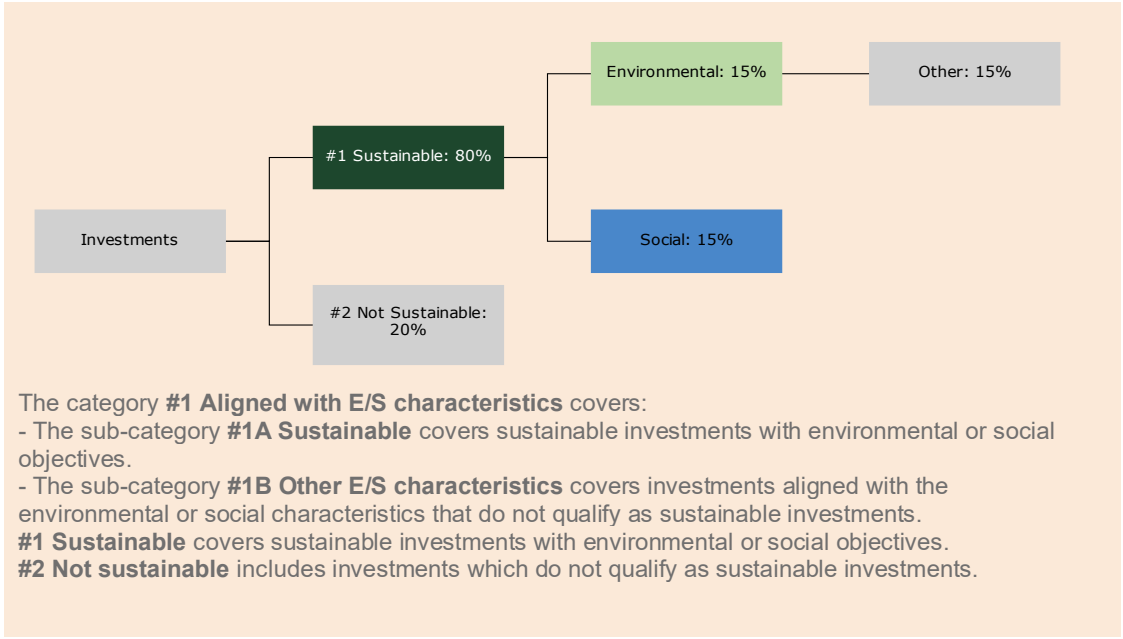 Environmental: 15%
Other: 15%
#1 Sustainable: 80%
Investments
Social: 15%
#2 Not Sustainable:
20%
The category #1 Aligned with E/S characteristics covers:
- The sub-category #1A Sustainable covers sustainable investments with environmental or social
objectives.
- The sub-category #1B Other E/S characteristics covers investments aligned with the
environmental or social characteristics that do not qualify as sustainable investments.
#1 Sustainable covers sustainable investments with environmental or social objectives.
#2 Not sustainable includes investments which do not qualify as sustainable investments.